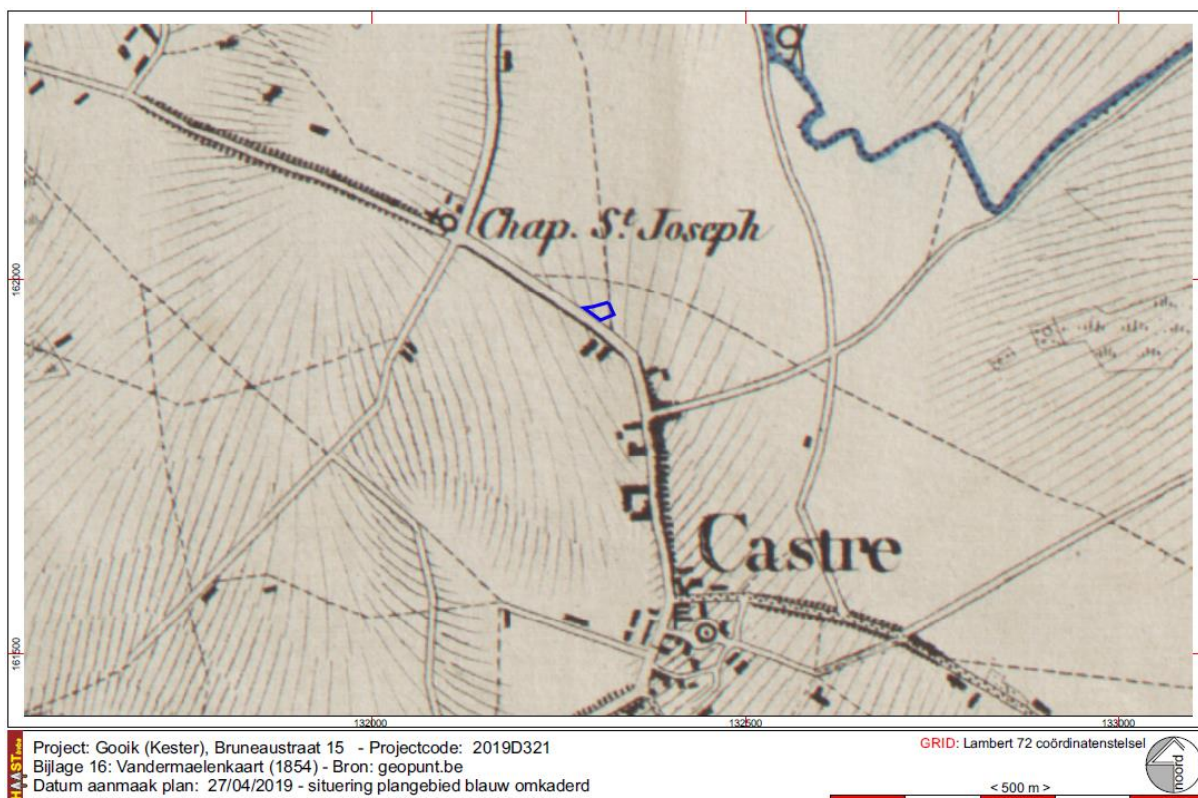 Chap. St. Joseph
162000
Castre
161500
132000
132500
133000
Project: Gooik (Kester), Bruneaustraat 15 - Projectcode: 2019D321
Bijlage 16: Vandermaelenkaart (1854) - Bron: geopunt.be
Datum aanmaak plan: 27/04/2019 - situering plangebied blauw omkaderd
GRID: Lambert 72 coördinatenstelsel
noord
< 500 m >
HAAST